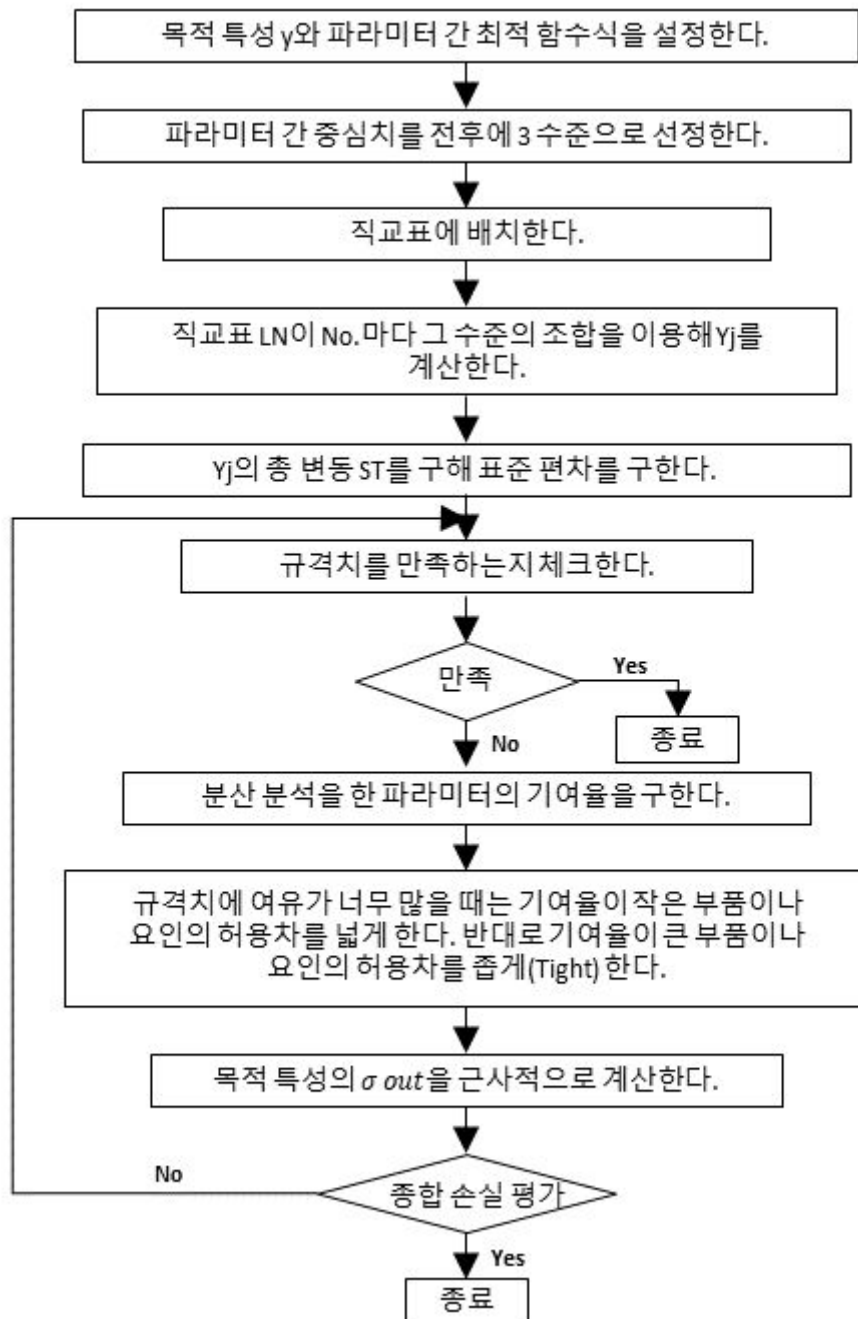 목적 특성 y와 파라미터 간 최적 함수식을 설정한다.
파라미터 간 중심치를 전후에 3 수준으로 선정한다.
직교표에 배치한다.
직교표 LN이 No.마다 그 수준의 조합을 이용해 Yj를
계산한다.
Yj의 총 변동 ST를 구해 표준 편차를 구한다.
규격치를 만족하는지 체크한다.
만족
Yes
종료
No
분산 분석을 한 파라미터의 기여율을 구한다.
규격치에 여유가 너무 많을 때는 기여율이 작은 부품이나
요인의 허용차를 넓게 한다. 반대로 기여율이 큰 부품이나
요인의 허용차를 좁게(Tight) 한다.
목적 특성의 σ out을 근사적으로 계산한다.
No
종합 손실 평가
Yes
종료